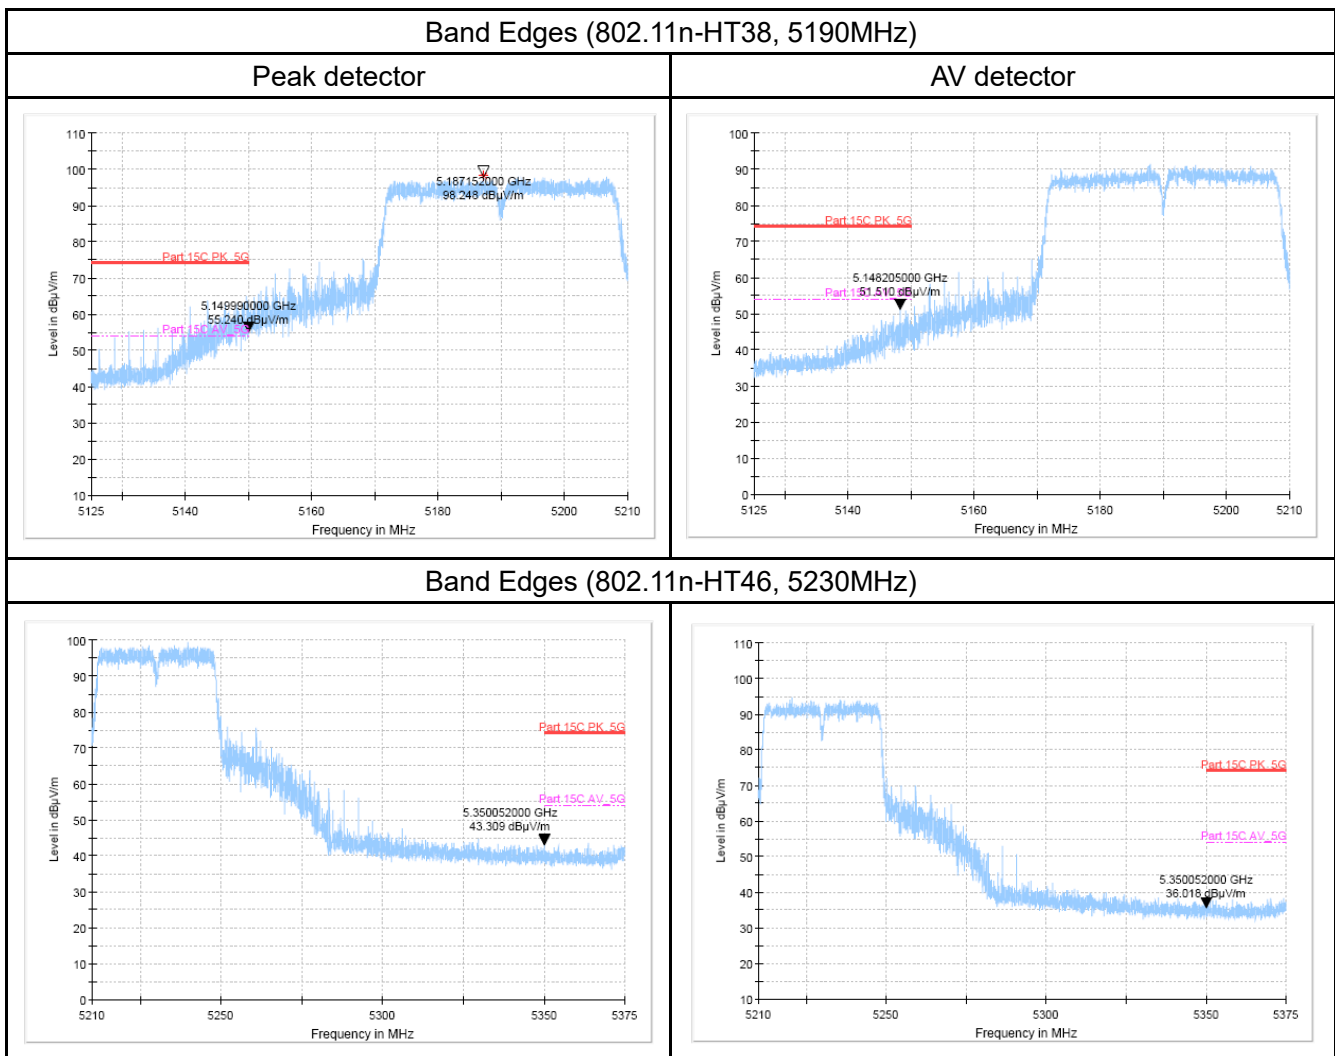 Band Edges (802.11n-HT38, 5190MHz)
Peak detector
AV detector
110
100
90
80
70
60
50
40
30
20
10
Level in dBµV/m
5.187152000 GHz
98.248 dBµV/m
Part 15C PK_5G
5.149990000 GHz
55.240 dBµV/m
Part 15C AV_5G
5125
5140
5160
5180
5200
5210
Frequency in MHz
100
90
80
70
60
50
40
30
20
10
0
Level in dBµV/m
Part 15C PK_5G
5.148205000 GHz
51.510 dBµV/m
Part 15C AV_5G
5125
5140
5160
5180
5200
5210
Frequency in MHz
Band Edges (802.11n-HT46, 5230MHz)
100
90
80
70
60
50
40
30
20
10
0
Level in dBµV/m
Part 15C PK_5G
Part 15C AV_5G
5.350052000 GHz
43.309 dBµV/m
5210
5250
5300
5350
5375
Frequency in MHz
110
100
90
80
70
60
50
40
30
20
10
Level in dBµV/m
Part 15C PK_5G
Part 15C AV_5G
5.350052000 GHz
36.018 dBµV/m
5210
5250
5300
5350
5375
Frequency in MHz